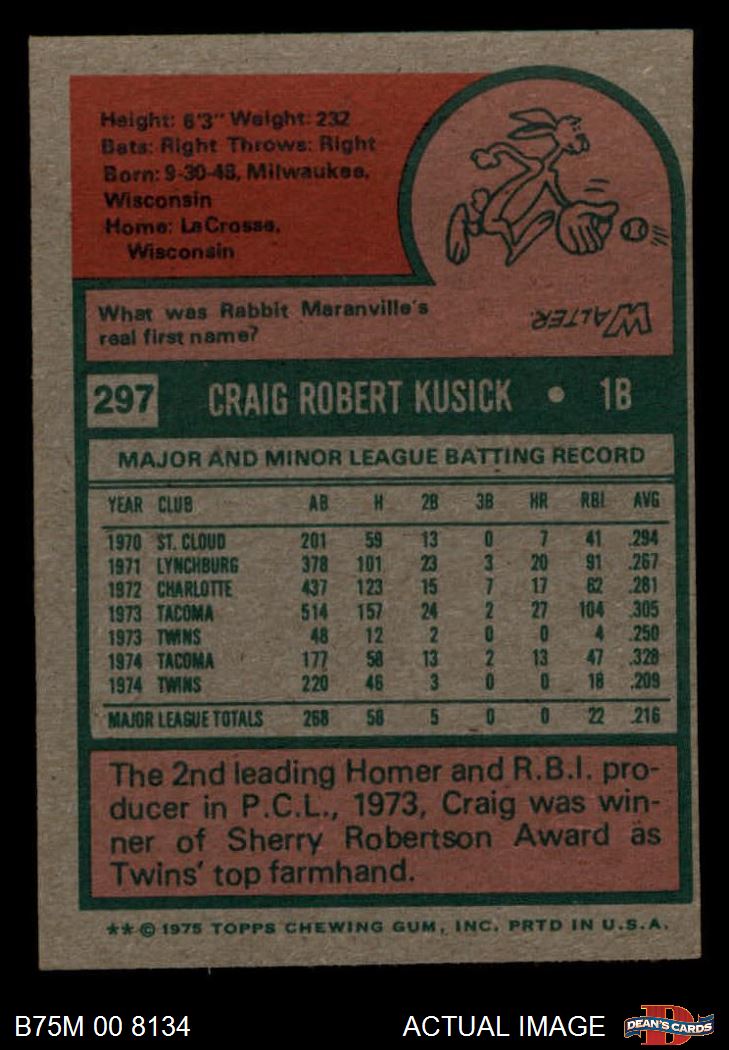 Height: 6'3" Weight: 232
Bats: Right Throws: Right
Born: 9-30-48, Milwaukee,
Wisconsin
Home: LaCrosse,
Wisconsin
What was Rabbit Maranville's
real first name?
WALTER.
297 CRAIG ROBERT KUSICK • 1B
MAJOR AND MINOR LEAGUE BATTING RECORD
YEAR CLUB AB H 2B 3B HR RBI AVG
1970 ST. CLOUD 201 59 13 0 7 41 .294
1971 LYNCHBURG 378 101 23 3 20 91 .267
1972 CHARLOTTE 437 123 15 7 17 62 .281
1973 TACOMA 514 157 24 2 27 104 .305
1973 TWINS 48 12 2 0 0 4 .250
1974 TACOMA 177 58 13 2 13 47 .328
1974 TWINS 220 46 3 0 0 18 .209
MAJOR LEAGUE TOTALS 268 58 5 0 0 22 .216
The 2nd leading Homer and R.B.I. pro-
ducer in P.C.L., 1973, Craig was win-
ner of Sherry Robertson Award as
Twins' top farmhand.
**© 1975 TOPPS CHEWING GUM, INC. PRTD IN U.S.A.
B75M 00 8134 ACTUAL IMAGE
D
DEAN'S CARDS